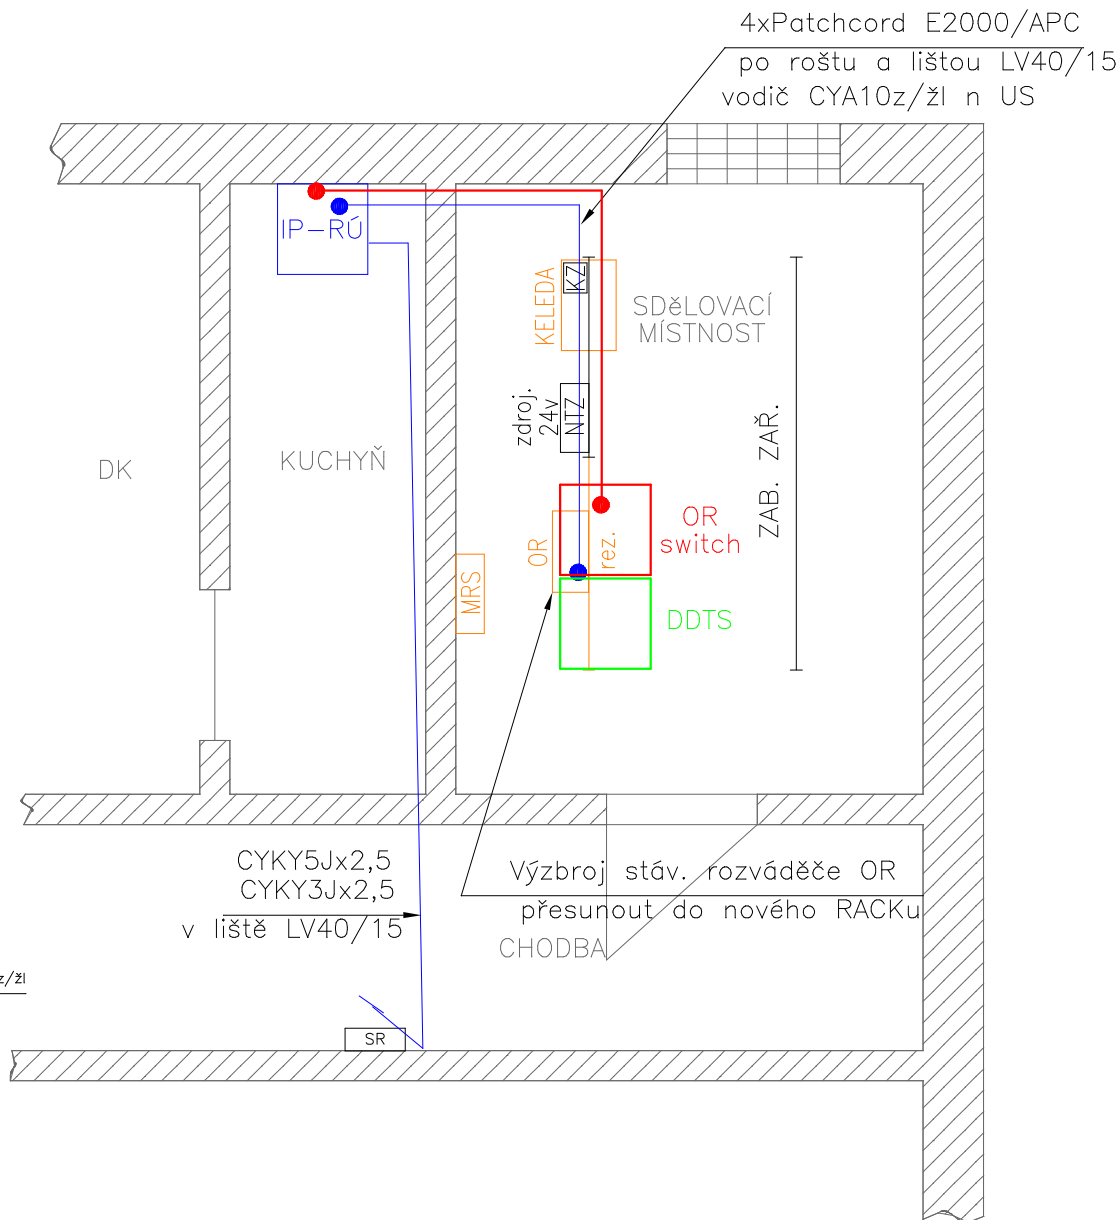 4xPatchcord E2000/APC
po roštu a lištou LV40/15
vodič CYA10z/žl n US
IP–RÚ
KZ
KELEDA
SDěLOVACÍ
MÍSTNOST
zdroj.
24v
NTZ
ZAB. ZAŘ.
DK
KUCHYŇ
OR
rez.
OR
switch
MRS
DDTS
CYKY5Jx2,5
CYKY3Jx2,5
v liště LV40/15
Výzbroj stáv. rozváděče OR
přesunout do nového RACKu
CHODBA
z/žl
SR